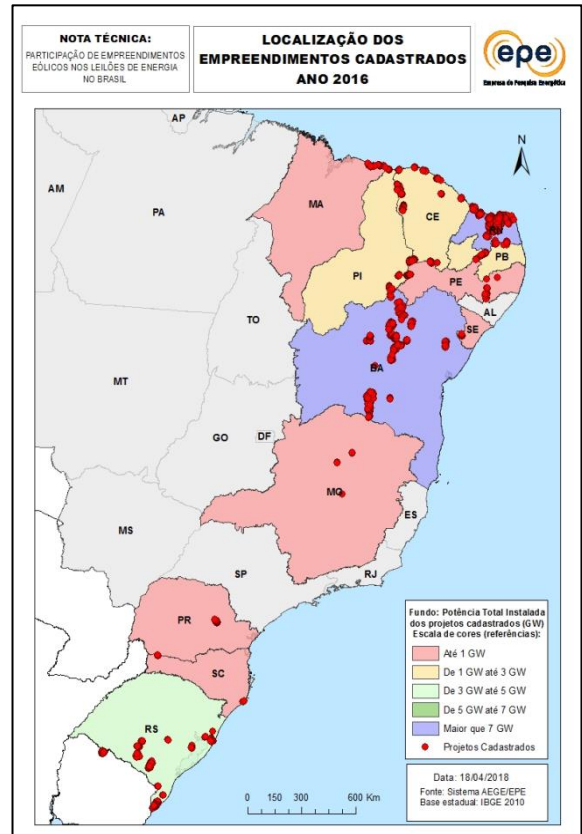 NOTA TÉCNICA:
PARTICIPAÇÃO DE EMPREENDIMENTOS
EÓLICOS NOS LEILÕES DE ENERGIA
NO BRASIL
LOCALIZAÇÃO DOS
EMPREENDIMENTOS CADASTRADOS
ANO 2016
epe
Empresa de Pesquisa Energética
N
AP
AM
PA
MA
CE
RN
PB
PI
PE
AL
TO
SE
BA
MT
GO
DF
MG
ES
MS
SP
RJ
PR
SC
RS
Fundo: Potência Total Instalada
dos projetos cadastrados (GW)
Escala de cores (referências):
Até 1 GW
De 1 GW até 3 GW
De 3 GW até 5 GW
De 5 GW até 7 GW
Maior que 7 GW
Projetos Cadastrados
Data: 18/04/2018
Fonte: Sistema AEGE/EPE
Base estadual: IBGE 2010
0 150 300 600 Km